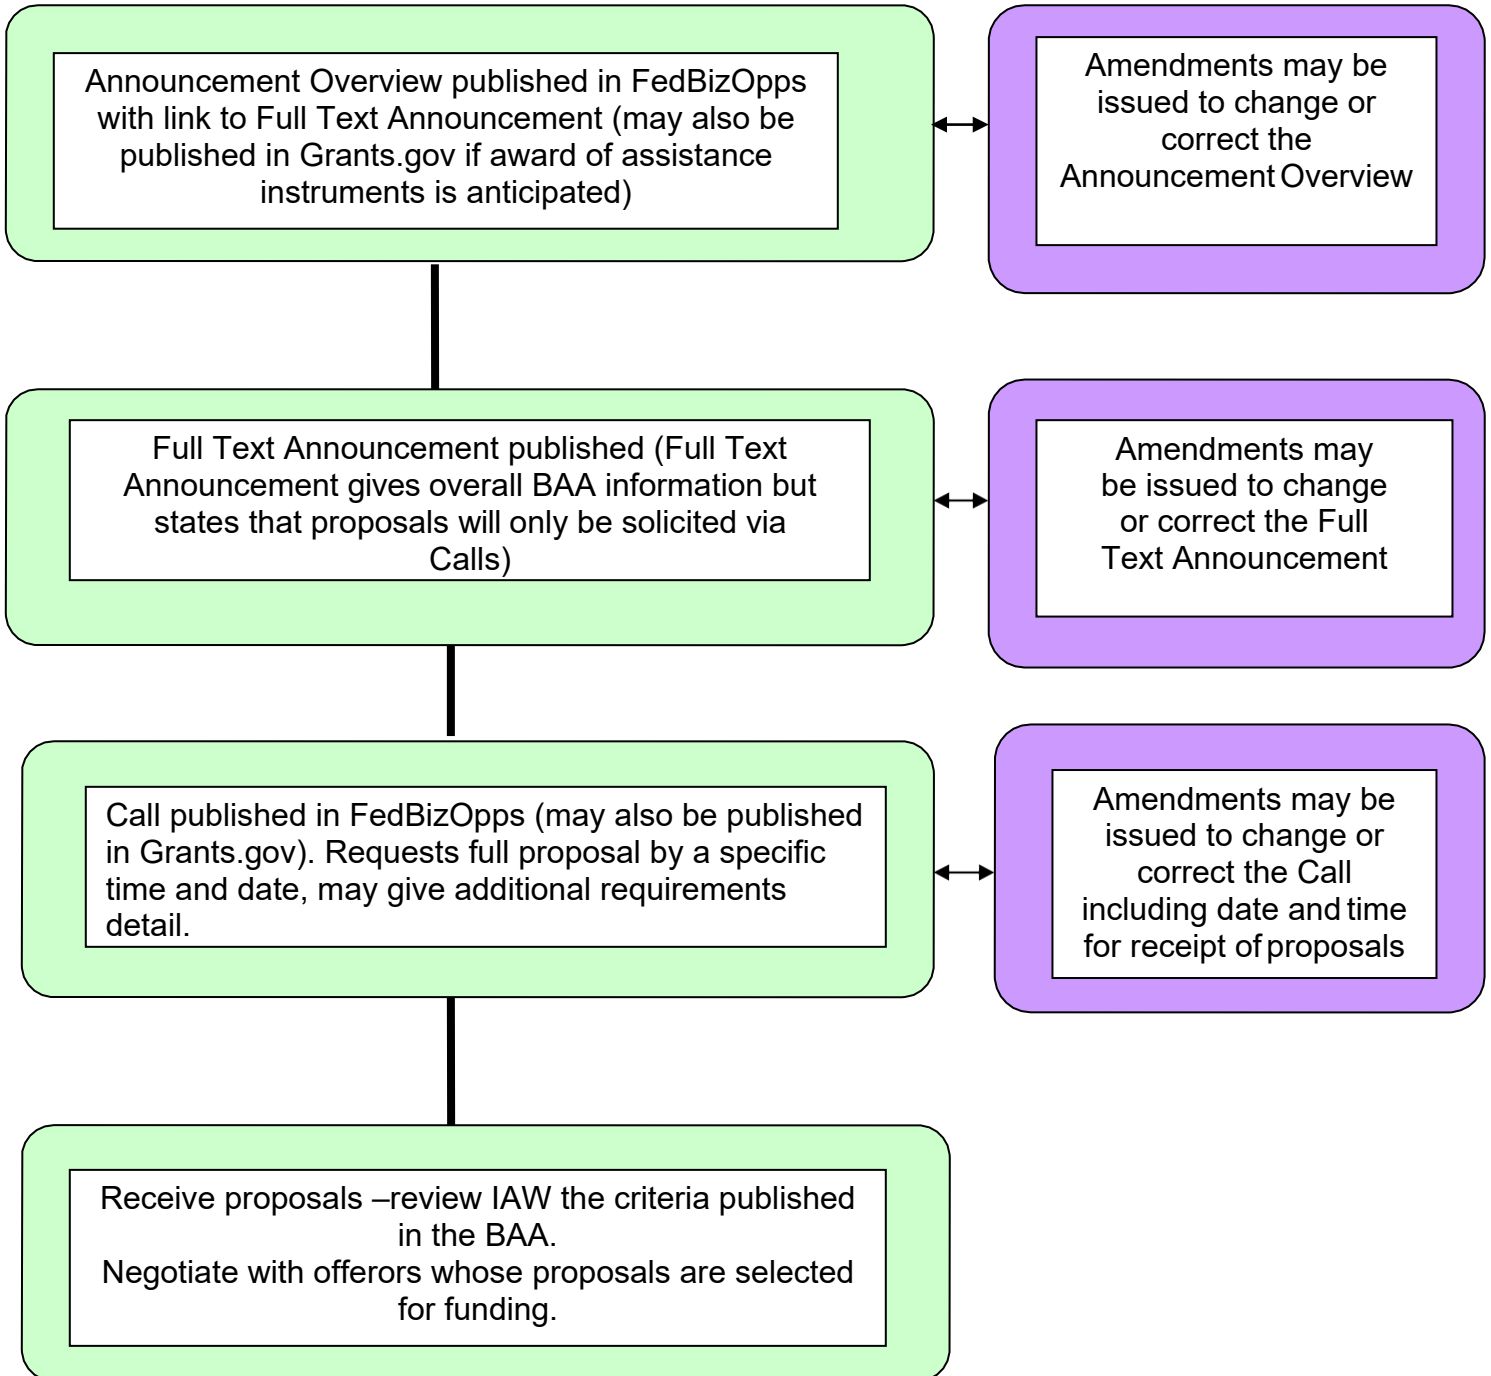 Announcement Overview published in FedBizOpps
with link to Full Text Announcement (may also be
published in Grants.gov if award of assistance
instruments is anticipated)
Amendments may be
issued to change or
correct the
Announcement Overview
Full Text Announcement published (Full Text
Announcement gives overall BAA information but
states that proposals will only be solicited via
Calls)
Amendments may
be issued to change
or correct the Full
Text Announcement
Call published in FedBizOpps (may also be published
in Grants.gov). Requests full proposal by a specific
time and date, may give additional requirements
detail.
Amendments may be
issued to change or
correct the Call
including date and time
for receipt of proposals
Receive proposals –review IAW the criteria published
in the BAA.
Negotiate with offerors whose proposals are selected
for funding.